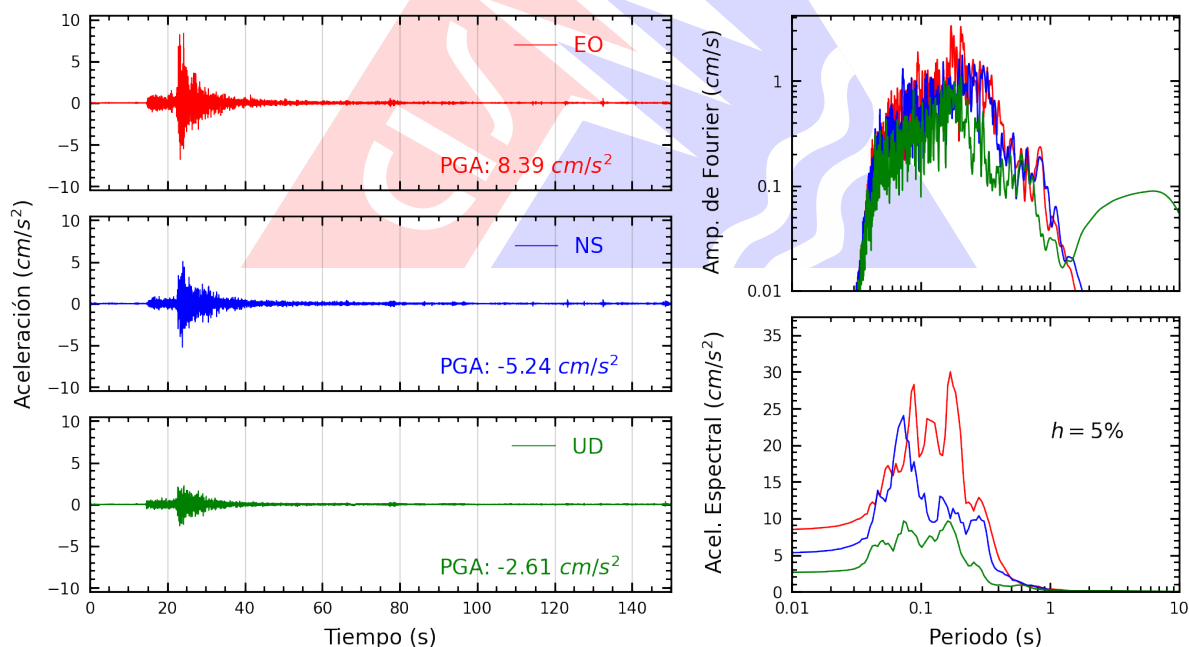 10
5
0
−5
−10
EO
PGA: 8.39 cm/s²
10
5
0
−5
−10
NS
PGA: -5.24 cm/s²
10
5
0
−5
−10
UD
PGA: -2.61 cm/s²
0 20 40 60 80 100 120 140
Tiempo (s)
Aceleración (cm/s²)
Amp. de Fourier (cm/s)
1
0.1
0.01
Acel. Espectral (cm/s²)
35
30
25
20
15
10
5
0
h = 5%
0.01 0.1 1 10
Periodo (s)
CIS